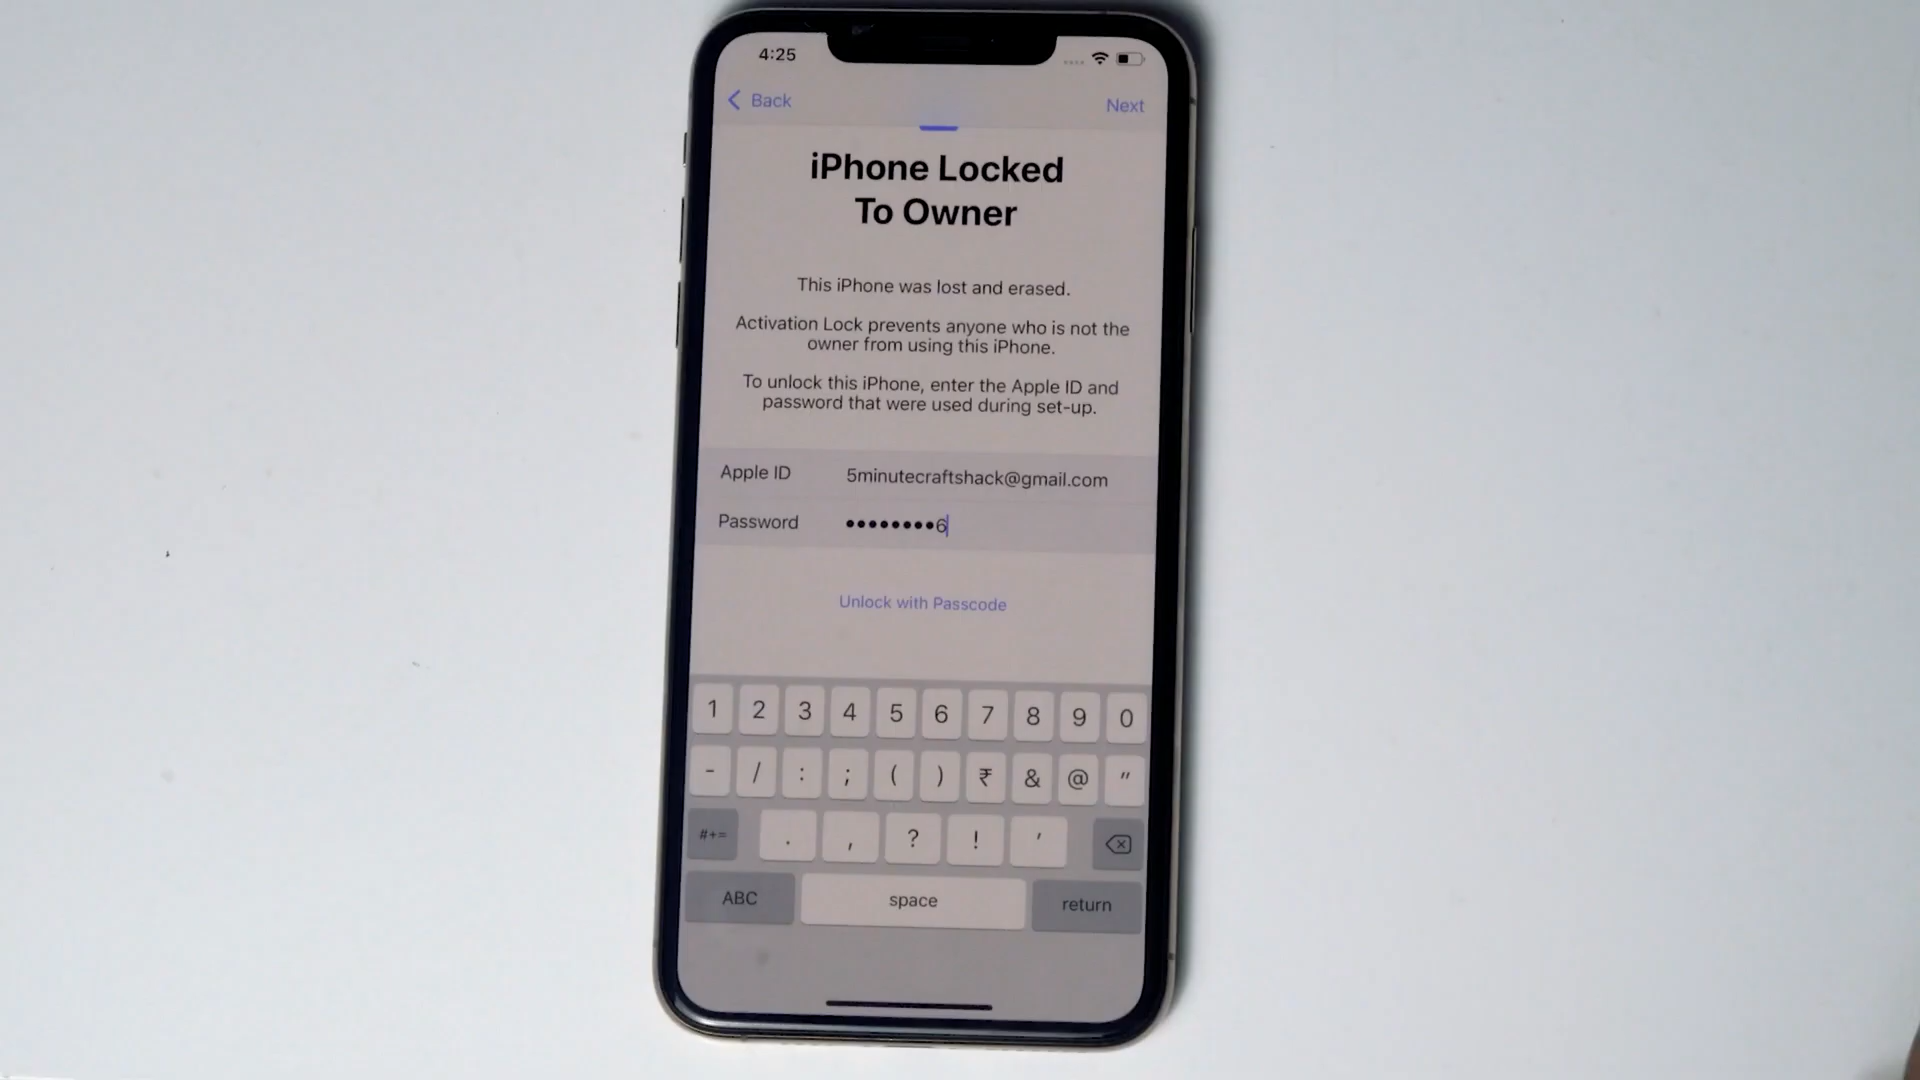 4:25
Back
Next
iPhone Locked
To Owner
This iPhone was lost and erased.
Activation Lock prevents anyone who is not the
owner from using this iPhone.
To unlock this iPhone, enter the Apple ID and
password that were used during set-up.
Apple ID 5minutecraftshack@gmail.com
Password ••••••••6
Unlock with Passcode
1 2 3 4 5 6 7 8 9 0
- / : ; ( ) ₹ & @ "
#+= . , ? ! '
ABC space return